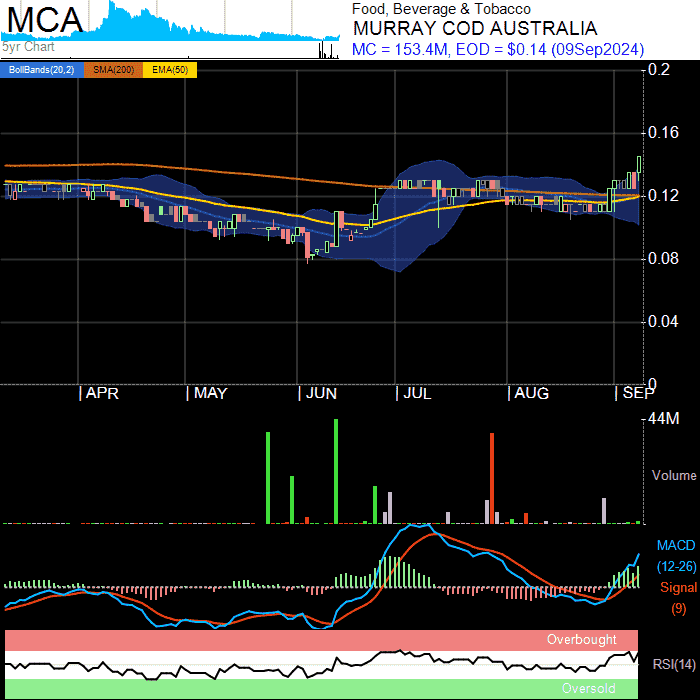 MCA
Food, Beverage & Tobacco
MURRAY COD AUSTRALIA
5yr Chart
MC = 153.4M, EOD = $0.14 (09Sep2024)
BollBands(20,2) SMA(200) EMA(50)
0.2
0.16
0.12
0.08
0.04
0
APR MAY JUN JUL AUG SEP
44M
Volume
MACD
(12-26)
Signal
(9)
Overbought
RSI(14)
Oversold